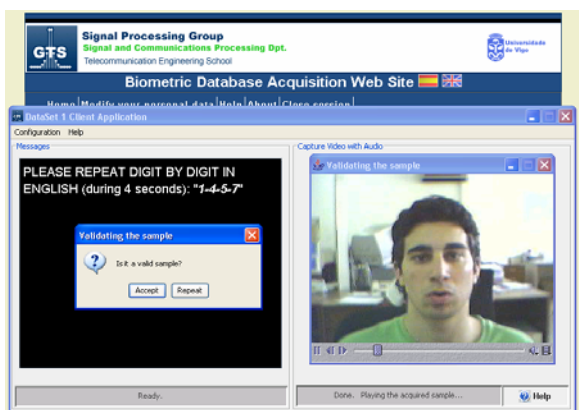 GTS
Signal Processing Group
Signal and Communications Processing Dpt.
Telecommunication Engineering School
Universidade
de Vigo
Biometric Database Acquisition Web Site
Home|Modify your personal data|Help|About|Close session|
DataSet 1 Client Application
Configuration Help
Messages
PLEASE REPEAT DIGIT BY DIGIT IN
ENGLISH (during 4 seconds): "1-4-5-7"
Validating the sample
Is it a valid sample?
Accept Repeat
Ready.
Capture Video with Audio
Validating the sample
Done. Playing the acquired sample...
Help